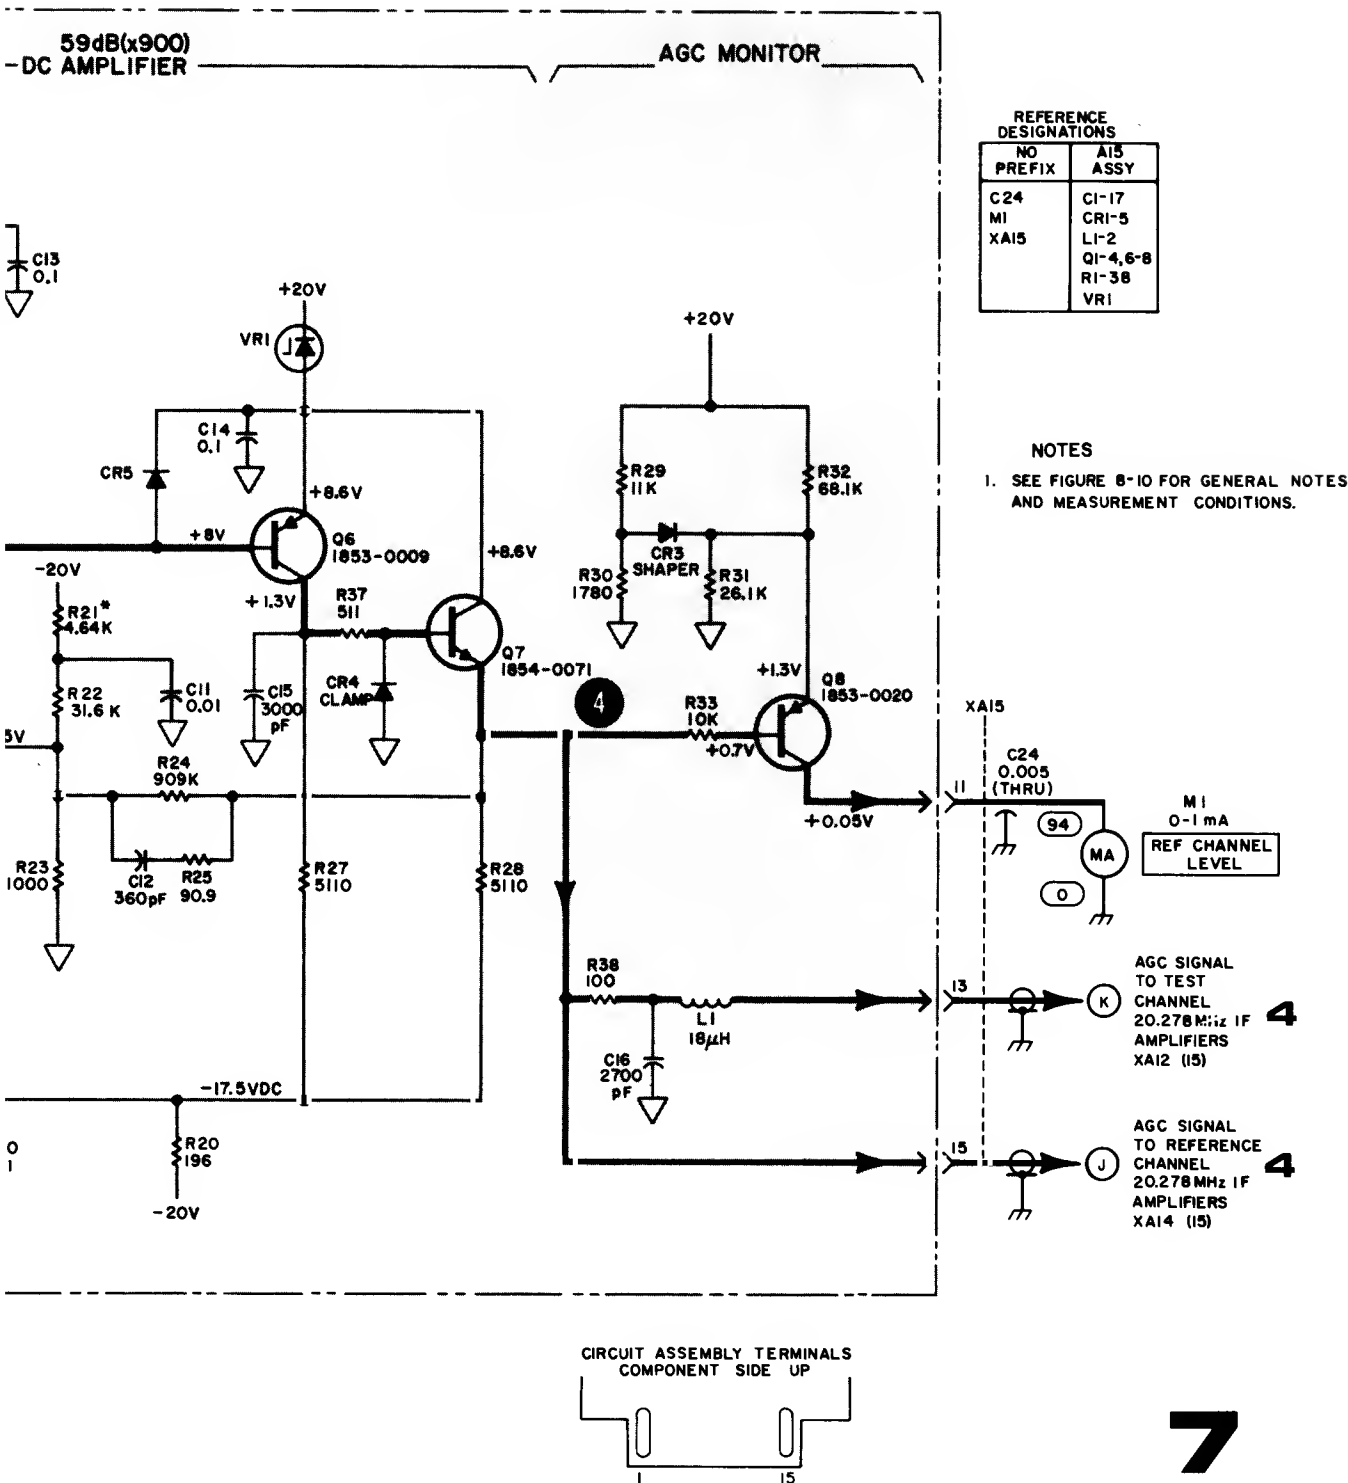 59dB(x900)
DC AMPLIFIER
AGC MONITOR
REFERENCE
DESIGNATIONS
NO PREFIX
A15 ASSY
C24
C1-17
M1
CR1-5
XA15
L1-2
Q1-4,6-8
R1-38
VR1
C13
0.1
+20V
VR1
+20V
C14
0.1
CR5
+8.6V
R29
11K
R32
68.1K
NOTES
1. SEE FIGURE 8-10 FOR GENERAL NOTES
AND MEASUREMENT CONDITIONS.
+8V
Q6
1853-0009
+8.6V
CR3
SHAPER
R30
1780
R31
26.1K
-20V
R21*
4.64K
+1.3V
R37
511
Q7
1854-0071
R22
31.6 K
C11
0.01
C15
3000
pF
CR4
CLAMP
4
R33
10K
+1.3V
Q8
1853-0020
+0.7V
XA15
5V
R24
909K
C24
0.005
(THRU)
11
+0.05V
94
MA
0
M1
0-1mA
REF CHANNEL
LEVEL
R23
1000
C12
360pF
R25
90.9
R27
5110
R28
5110
R38
100
L1
18µH
C16
2700
pF
13
K
AGC SIGNAL
TO TEST
CHANNEL
20.278MHz IF
AMPLIFIERS
XA12 (15)
4
-17.5VDC
0
1
R20
196
-20V
15
J
AGC SIGNAL
TO REFERENCE
CHANNEL
20.278MHz IF
AMPLIFIERS
XA14 (15)
4
CIRCUIT ASSEMBLY TERMINALS
COMPONENT SIDE UP
1
15
7